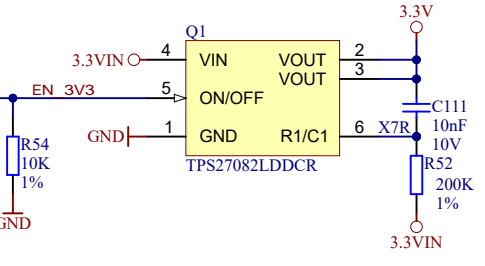 3.3V
Q1
3.3VIN
4
VIN
VOUT
2
VOUT
3
EN_3V3
5
ON/OFF
C111
10nF
10V
GND
1
GND
R1/C1
6
X7R
R54
10K
1%
TPS27082LDDCR
R52
200K
1%
GND
3.3VIN